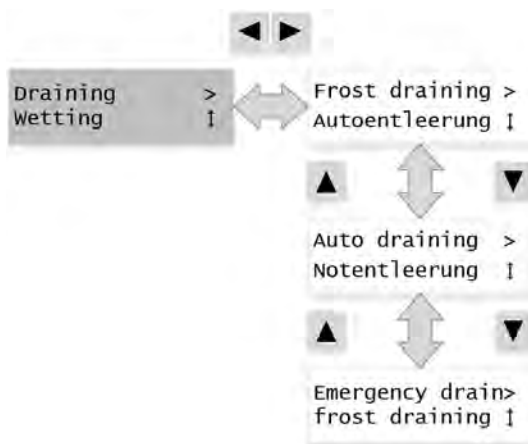 Draining >
Wetting ↕
Frost draining >
Autoentleerung ↕
Auto draining >
Notentleerung ↕
Emergency drain>
frost draining ↕